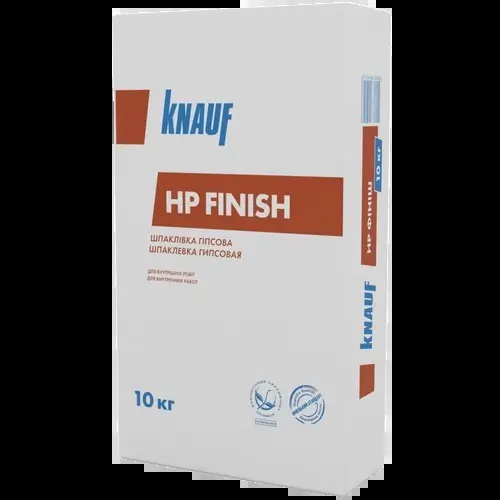 KNAUF
HP FINISH
ШПАКЛІВКА ГІПСОВА
ШПАКЛЕВКА ГИПСОВАЯ
ДЛЯ ВНУТРІШНІХ РОБІТ
ДЛЯ ВНУТРЕННИХ РАБОТ
10 кг
10 кг
HP ФІНІШ
KNAUF